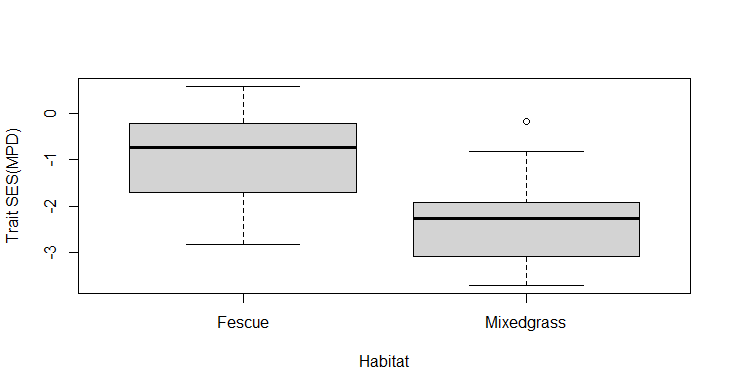 Trait SES(MPD)
0
-1
-2
-3
Fescue Mixedgrass
Habitat